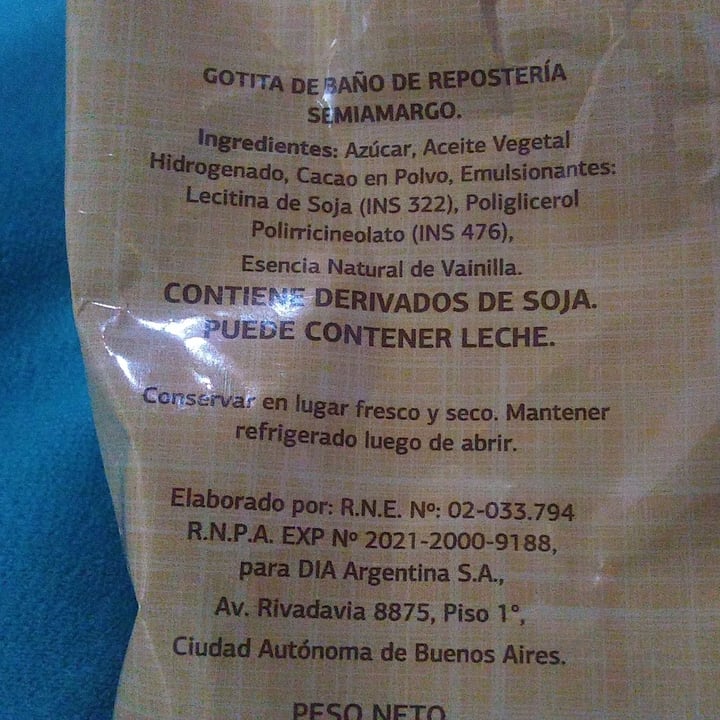 GOTITA DE BAÑO DE REPOSTERÍA
SEMIAMARGO.
Ingredientes: Azúcar, Aceite Vegetal
Hidrogenado, Cacao en Polvo, Emulsionantes:
Lecitina de Soja (INS 322), Poliglicerol
Polirricineolato (INS 476),
Esencia Natural de Vainilla.
CONTIENE DERIVADOS DE SOJA.
PUEDE CONTENER LECHE.
Conservar en lugar fresco y seco. Mantener
refrigerado luego de abrir.
Elaborado por: R.N.E. Nº: 02-033.794
R.N.P.A. EXP Nº 2021-2000-9188,
para DIA Argentina S.A.,
Av. Rivadavia 8875, Piso 1°,
Ciudad Autónoma de Buenos Aires.
PESO NETO